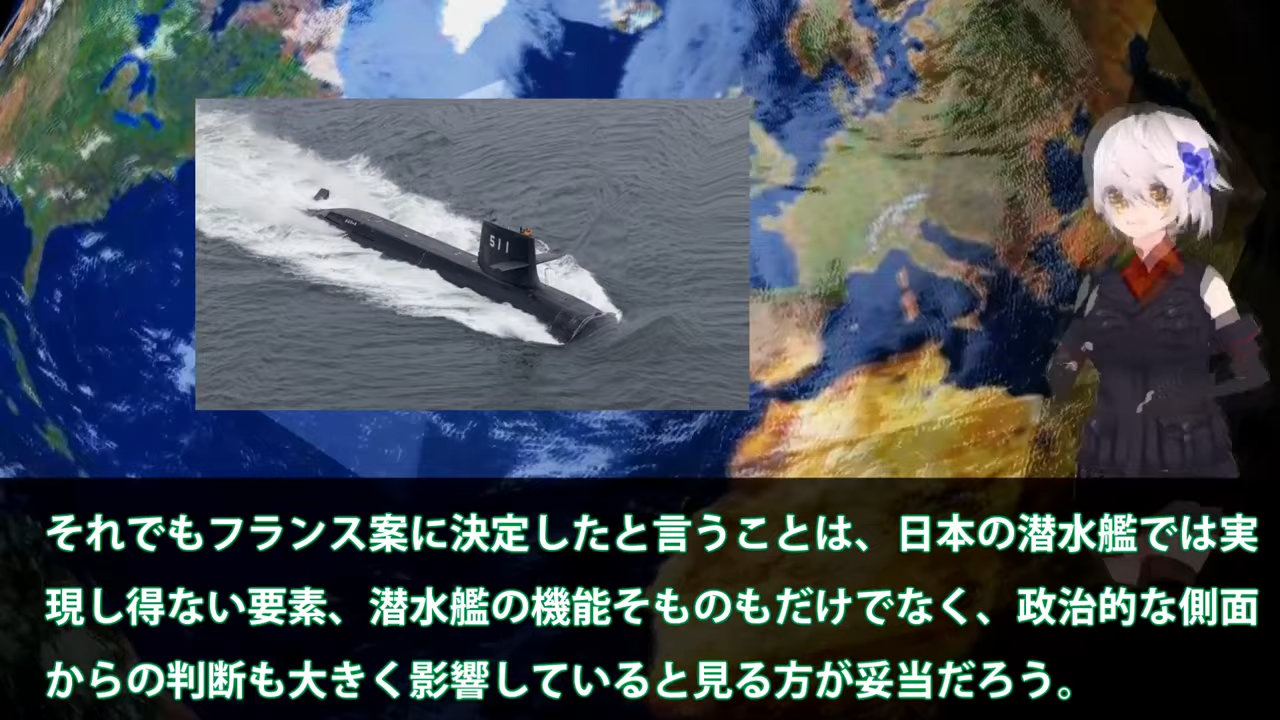 511
それでもフランス案に決定したと言うことは、日本の潜水艦では実
現し得ない要素、潜水艦の機能そものもだけでなく、政治的な側面
からの判断も大きく影響していると見る方が妥当だろう。